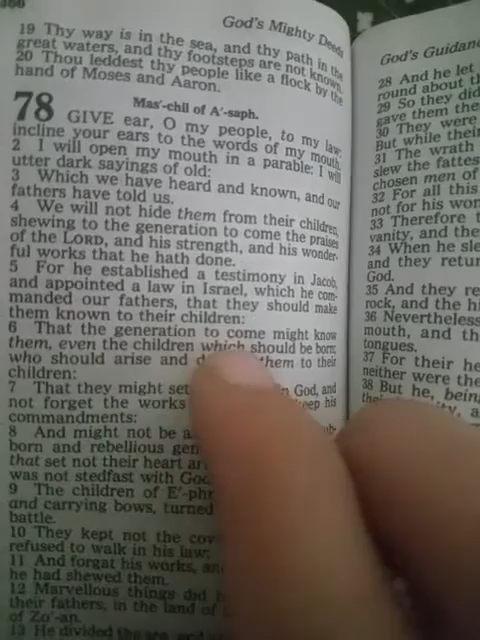 God's Mighty Deeds
19 Thy way is in the sea, and thy path in the
great waters, and thy footsteps are not known.
20 Thou leddest thy people like a flock by the
hand of Moses and Aaron.
Mas'-chil of A'-saph.
78 GIVE ear, O my people, to my law:
incline your ears to the words of my mouth.
2 I will open my mouth in a parable: I will
utter dark sayings of old:
3 Which we have heard and known, and our
fathers have told us.
4 We will not hide them from their children,
shewing to the generation to come the praises
of the LORD, and his strength, and his wonder-
ful works that he hath done.
5 For he established a testimony in Jacob,
and appointed a law in Israel, which he com-
manded our fathers, that they should make
them known to their children:
6 That the generation to come might know
them, even the children which should be born;
who should arise and them to their
children:
7 That they might set in God, and
not forget the works keep his
commandments:
8 And might not be a
born and rebellious gen
that set not their heart
was not stedfast with God.
9 The children of E'-phr
and carrying bows, turned
battle.
10 They kept not the cov
refused to walk in his law;
11 And forgat his works, an
he had shewed them.
12 Marvellous things did h
their fathers, in the land of
of Zo'-an.
13 He divided the sea, and
God's Guidanc
28 And he let
round about th
29 So they did
gave them the
30 They were
But while thei
31 The wrath
slew the fattes
chosen men of
32 For all this
not for his won
33 Therefore
vanity, and the
34 When he sle
and they retur
God.
35 And they re
rock, and the hi
36 Nevertheless
mouth, and th
tongues.
37 For their he
neither were the
38 But he, being